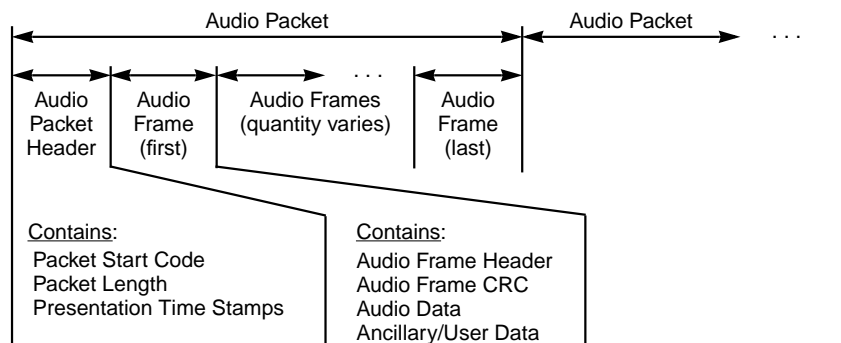 Audio Packet
Audio Packet
. . .
. . .
Audio
Packet
Header
Audio
Frame
(first)
Audio Frames
(quantity varies)
Audio
Frame
(last)
Contains:
Packet Start Code
Packet Length
Presentation Time Stamps
Contains:
Audio Frame Header
Audio Frame CRC
Audio Data
Ancillary/User Data